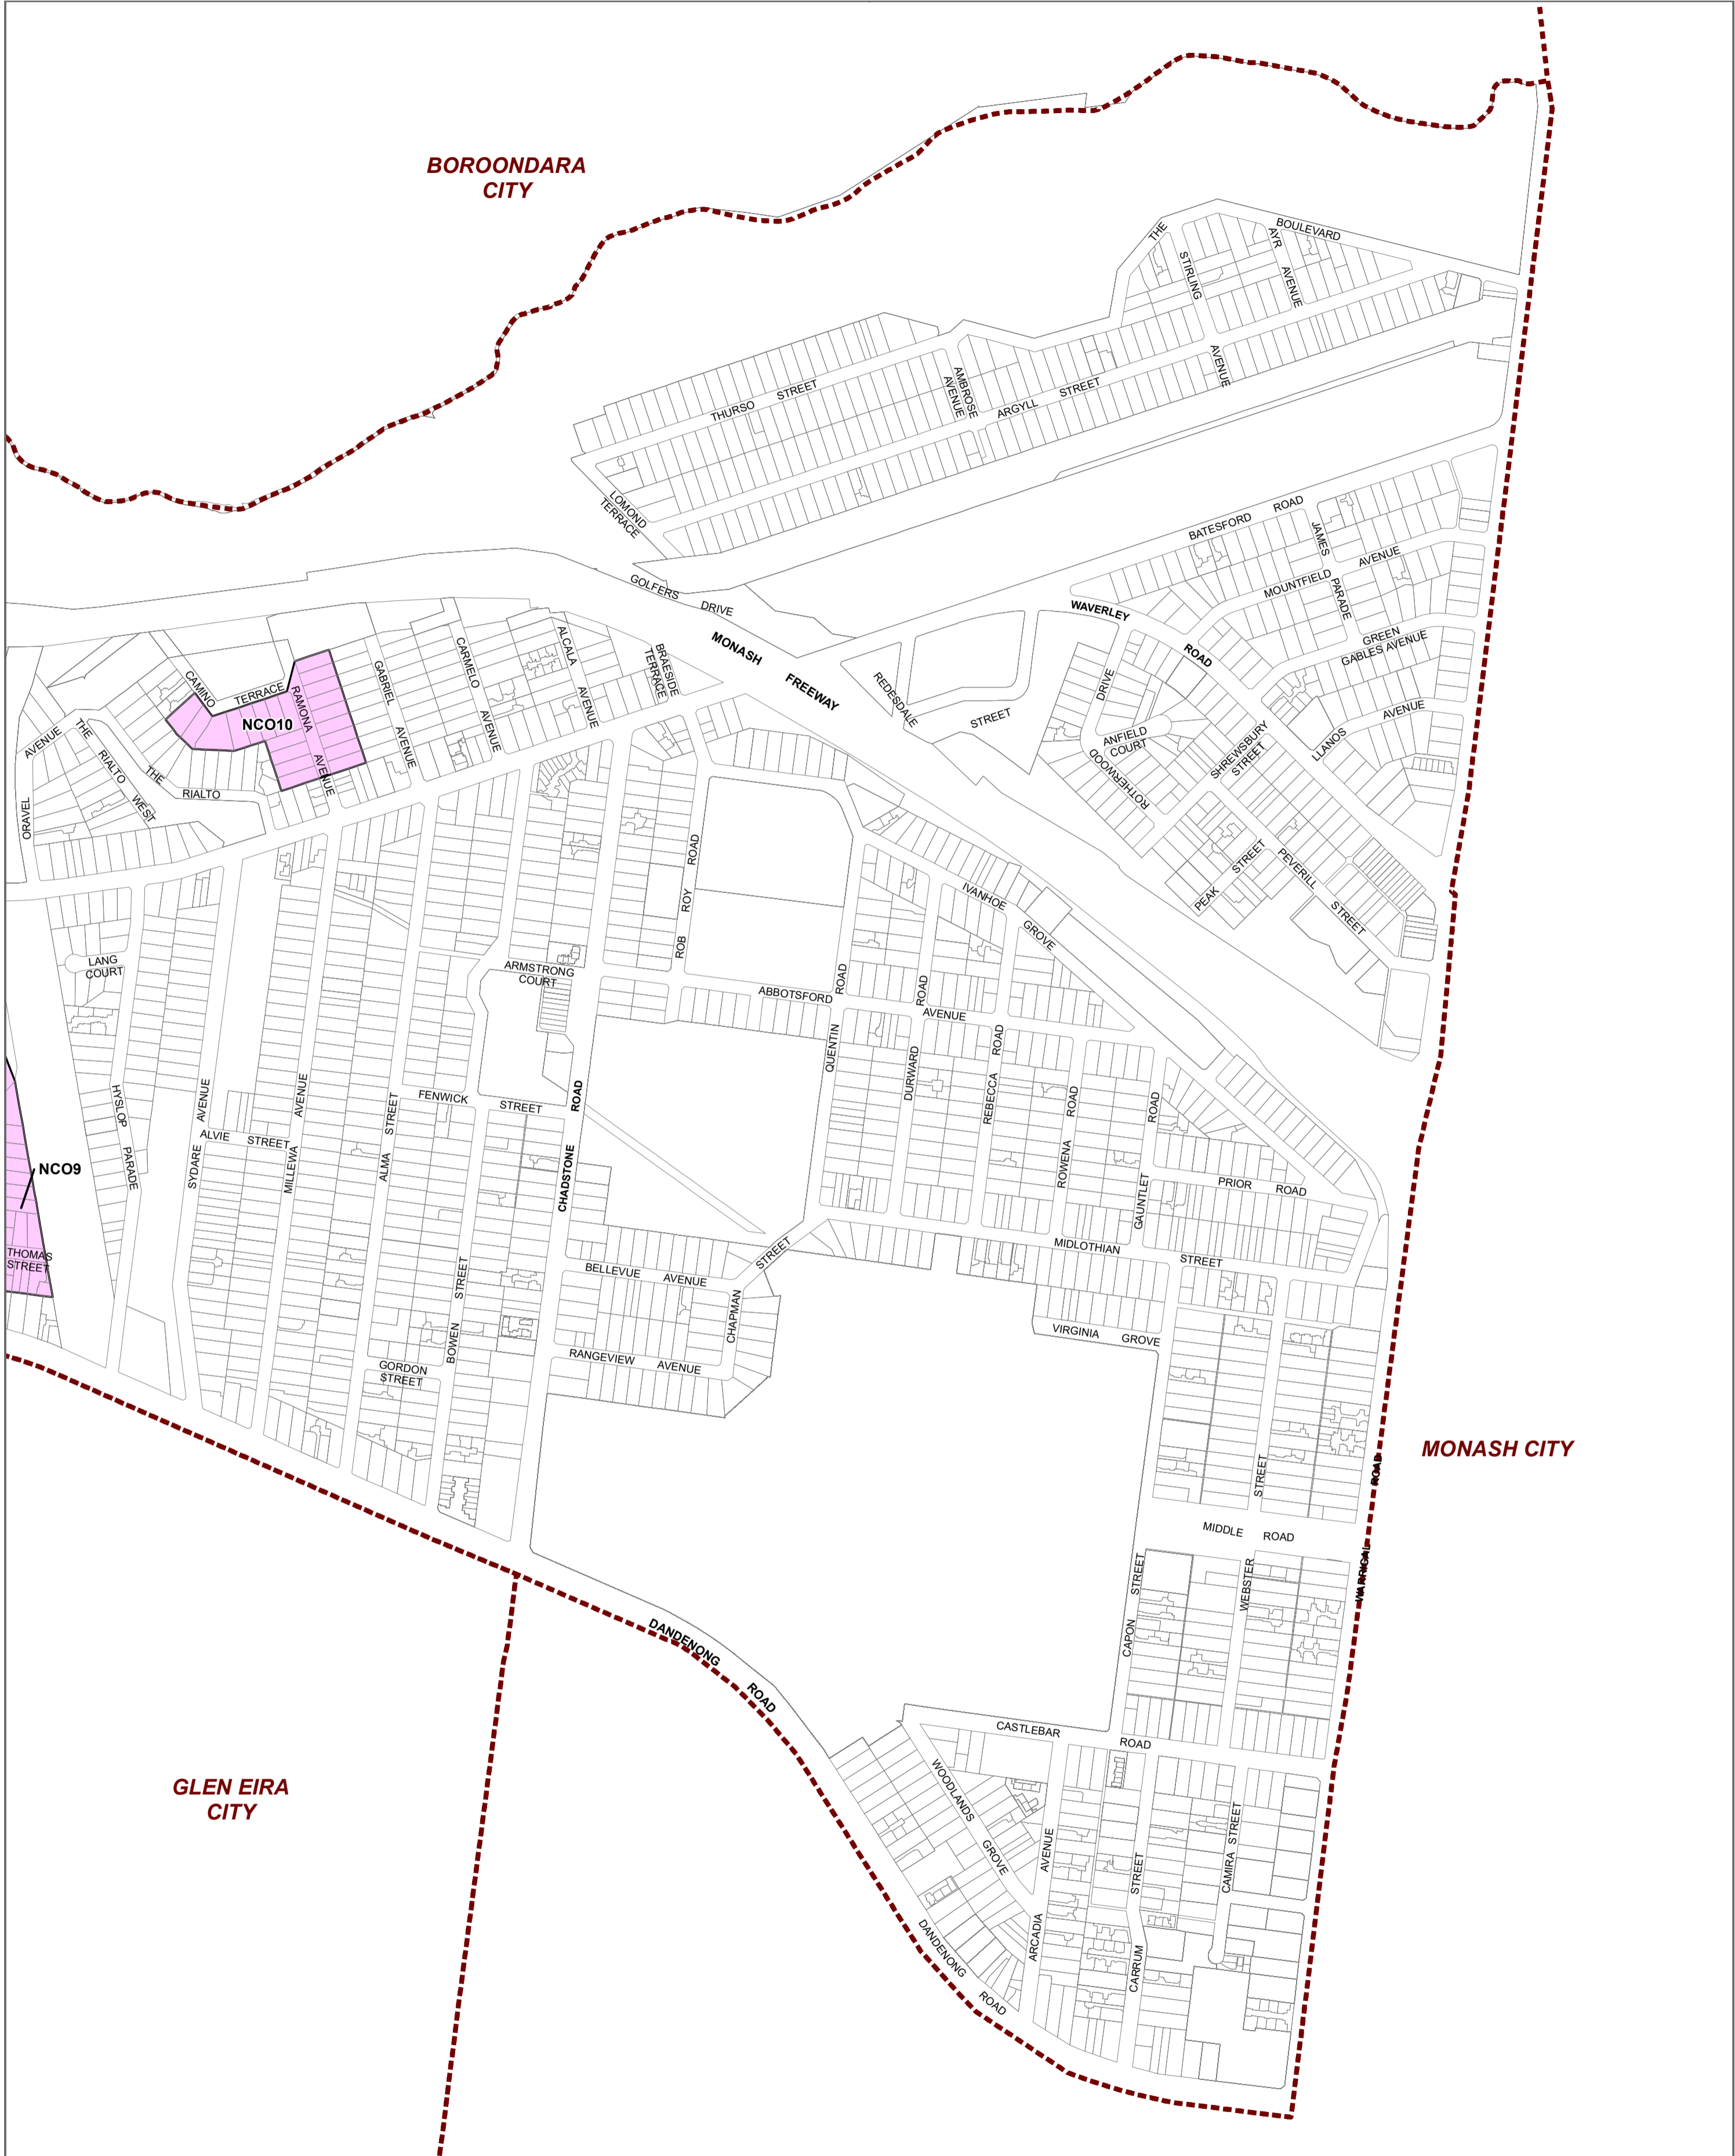 BOROONDARA
CITY
THE
BOULEVARD
STIRLING
AVENUE
AYR
AVENUE
THURSO STREET
AMBROSE
AVENUE
ARGYLL STREET
LOMOND
TERRACE
BATESFORD ROAD
JAMES
PARADE
MOUNTFIELD AVENUE
GOLFERS DRIVE
MONASH FREEWAY
WAVERLEY ROAD
GREEN
GABLES AVENUE
LANOS AVENUE
REDESDALE
STREET
ROTHERWOOD DRIVE
ANFIELD
COURT
SHREWSBURY
STREET
PEAK STREET
PEVERILL STREET
CAMINO TERRACE
NCO10
RAMONA AVENUE
GABRIEL AVENUE
CARMELO AVENUE
ALCALA AVENUE
BRAESIDE
TERRACE
ORAVEL
AVENUE
THE RIALTO WEST
THE RIALTO
LANG
COURT
ROB ROY ROAD
IVANHOE GROVE
ARMSTRONG
COURT
ABBOTSFORD AVENUE
QUENTIN ROAD
DURWARD ROAD
REBECCA ROAD
ROWENA ROAD
GAUNTLET ROAD
HYSLOP PARADE
SYDARE AVENUE
MILLEWA AVENUE
ALMA STREET
FENWICK STREET
ALVIE STREET
CHADSTONE ROAD
NCO9
THOMAS
STREET
PRIOR ROAD
MIDLOTHIAN STREET
BELLEVUE AVENUE
CHAPMAN STREET
BOWEN STREET
RANGEVIEW AVENUE
GORDON
STREET
VIRGINIA GROVE
MONASH CITY
WARRIGAL ROAD
WEBSTER STREET
MIDDLE ROAD
CAPON STREET
DANDENONG ROAD
CASTLEBAR ROAD
GLEN EIRA
CITY
WOODLANDS GROVE
ARCADIA AVENUE
CARRUM STREET
CAMIRA STREET
DANDENONG ROAD